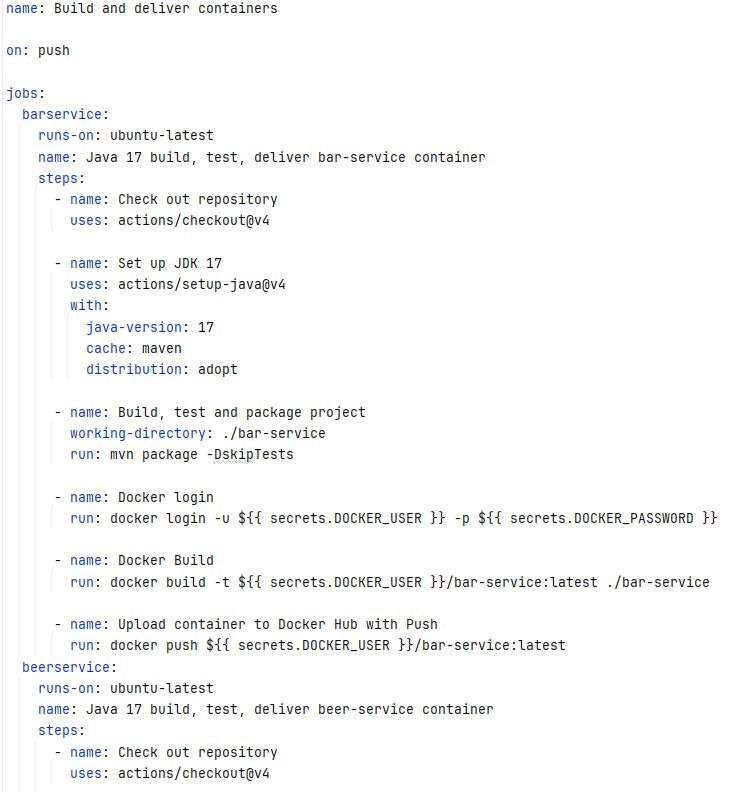 name: Build and deliver containers
on: push
jobs:
barservice:
runs-on: ubuntu-latest
name: Java 17 build, test, deliver bar-service container
steps:
- name: Check out repository
uses: actions/checkout@v4
- name: Set up JDK 17
uses: actions/setup-java@v4
with:
java-version: 17
cache: maven
distribution: adopt
- name: Build, test and package project
working-directory: ./bar-service
run: mvn package -DskipTests
- name: Docker login
run: docker login -u ${{ secrets.DOCKER_USER }} -p ${{ secrets.DOCKER_PASSWORD }}
- name: Docker Build
run: docker build -t ${{ secrets.DOCKER_USER }}/bar-service:latest ./bar-service
- name: Upload container to Docker Hub with Push
run: docker push ${{ secrets.DOCKER_USER }}/bar-service:latest
beerservice:
runs-on: ubuntu-latest
name: Java 17 build, test, deliver beer-service container
steps:
- name: Check out repository
uses: actions/checkout@v4